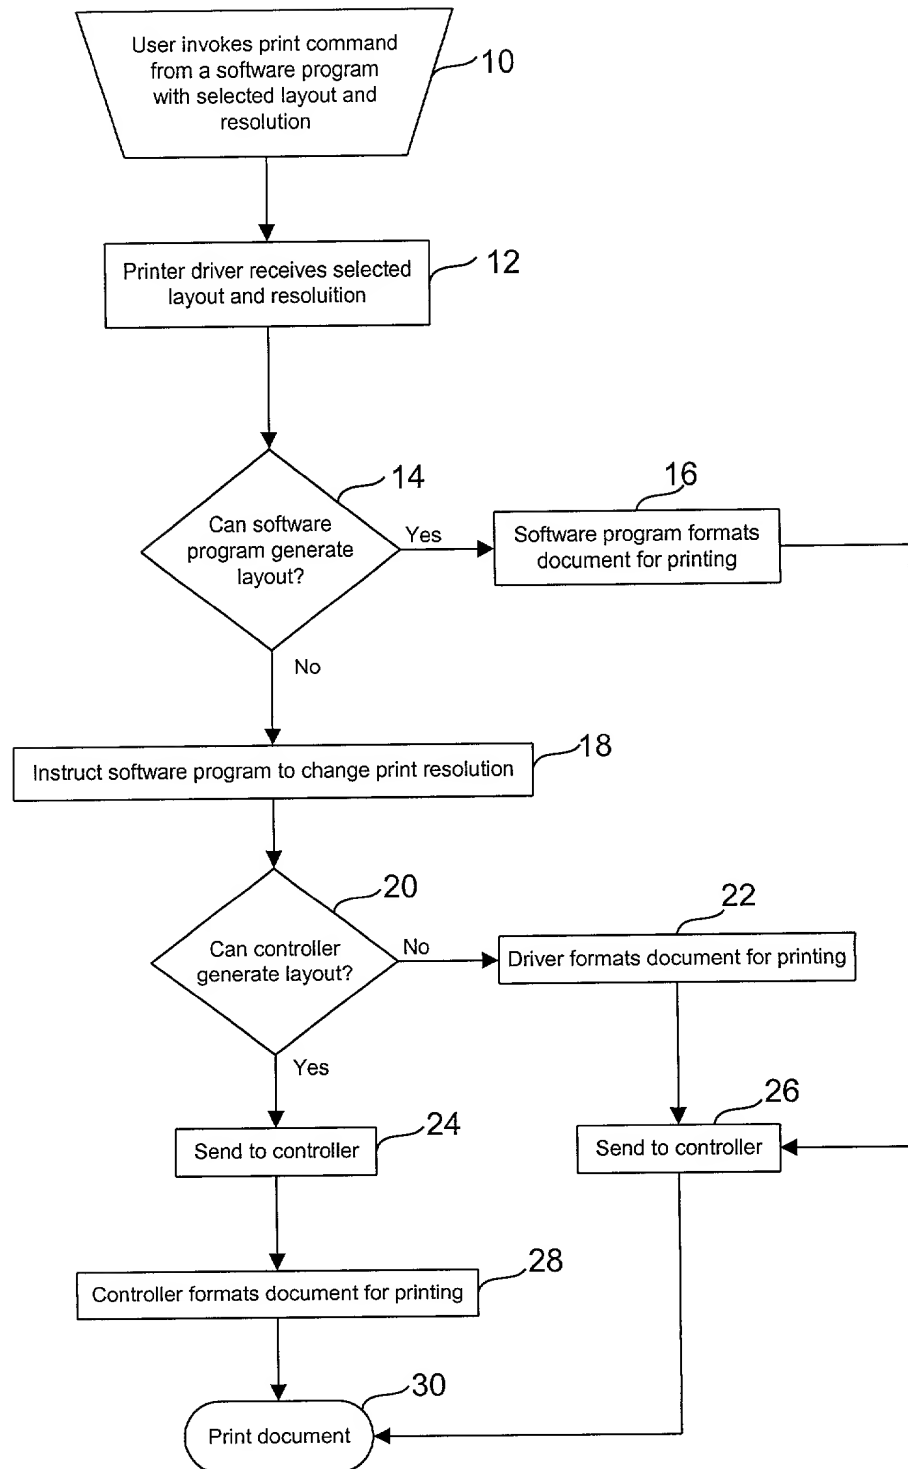 User invokes print command
from a software program
with selected layout and
resolution
10
Printer driver receives selected
layout and resoluition
12
14
Can software
program generate
layout?
Yes
16
Software program formats
document for printing
No
18
Instruct software program to change print resolution
20
Can controller
generate layout?
No
22
Driver formats document for printing
Yes
24
Send to controller
26
Send to controller
28
Controller formats document for printing
30
Print document